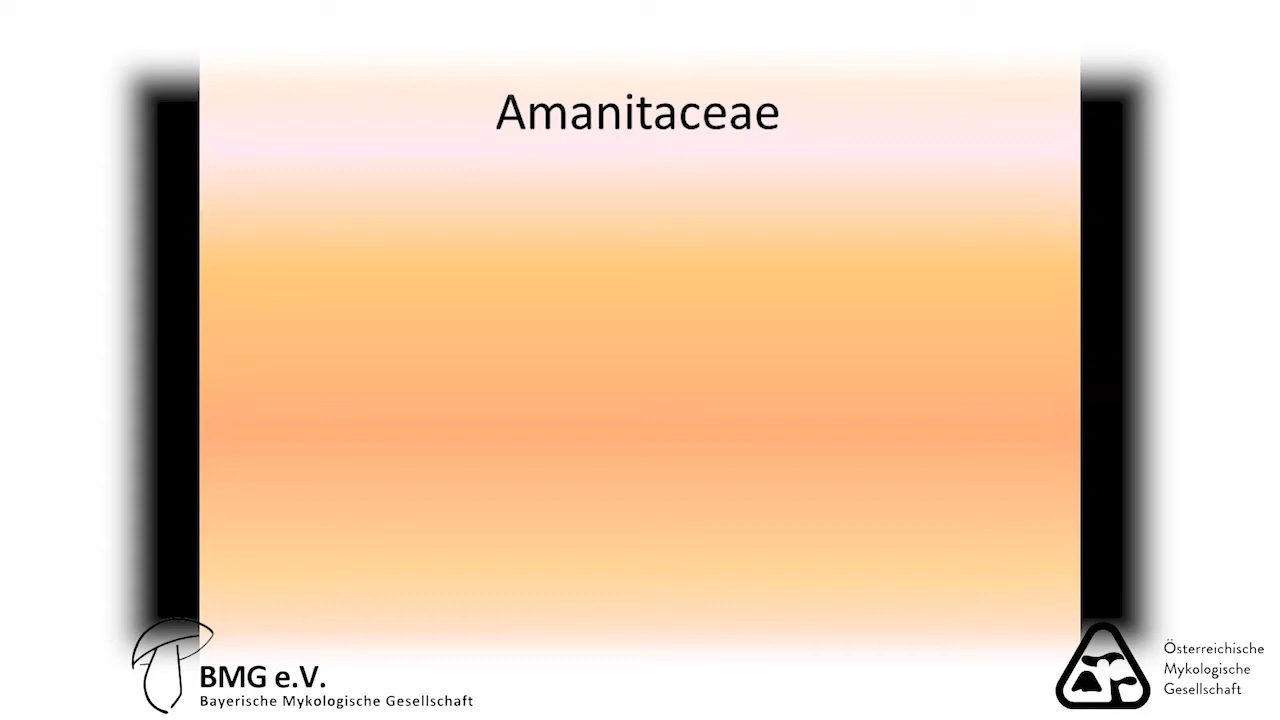 Amanitaceae
BMG e.V.
Bayerische Mykologische Gesellschaft
Österreichische
Mykologische
Gesellschaft